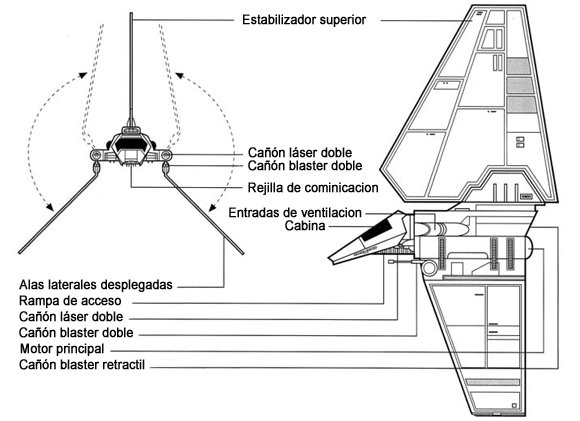 Estabilizador superior
Cañón láser doble
Cañón blaster doble
Rejilla de cominicacion
Entradas de ventilacion
Cabina
Alas laterales desplegadas
Rampa de acceso
Cañón láser doble
Cañón blaster doble
Motor principal
Cañón blaster retractil